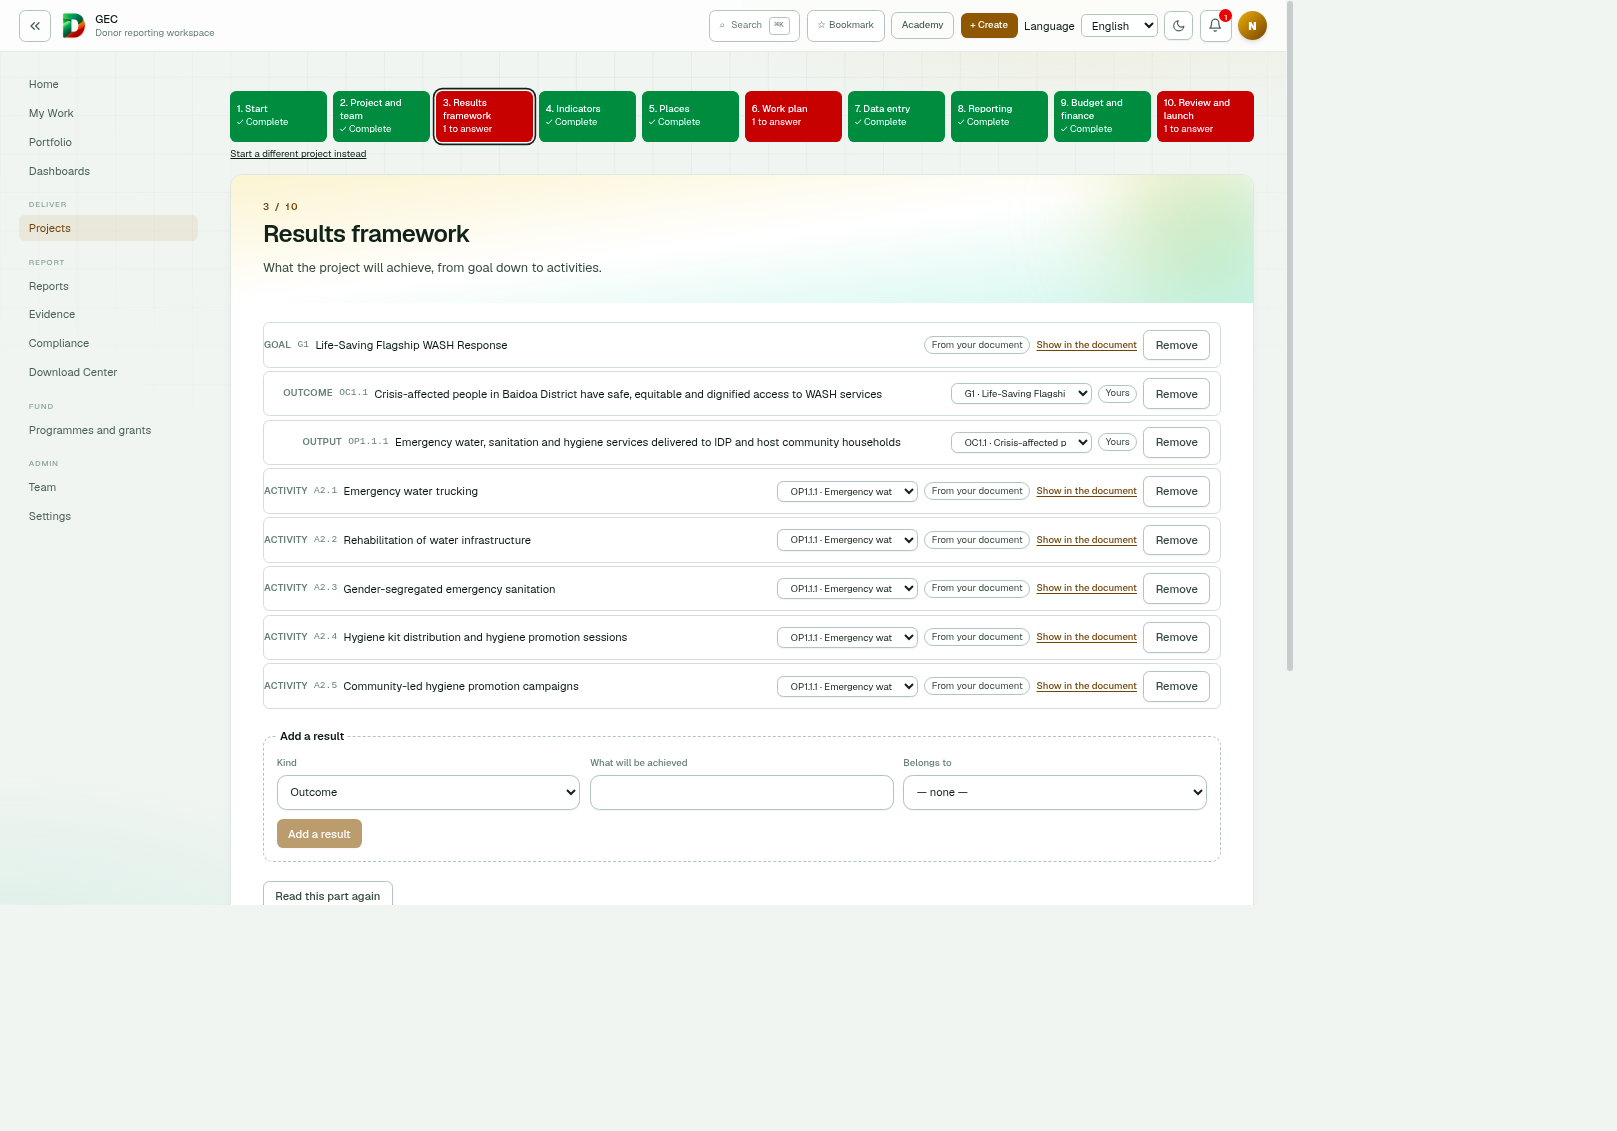 GEC
Donor reporting workspace
Search ⌘K
☆ Bookmark
Academy
+ Create
Language
English
1
N
Home
My Work
Portfolio
Dashboards
DELIVER
Projects
REPORT
Reports
Evidence
Compliance
Download Center
FUND
Programmes and grants
ADMIN
Team
Settings
1. Start
✓ Complete
2. Project and team
✓ Complete
3. Results framework
1 to answer
4. Indicators
✓ Complete
5. Places
✓ Complete
6. Work plan
1 to answer
7. Data entry
✓ Complete
8. Reporting
✓ Complete
9. Budget and finance
✓ Complete
10. Review and launch
1 to answer
Start a different project instead
3 / 10
Results framework
What the project will achieve, from goal down to activities.
GOAL G1 Life-Saving Flagship WASH Response From your document Show in the document Remove
OUTCOME OC1.1 Crisis-affected people in Baidoa District have safe, equitable and dignified access to WASH services G1 · Life-Saving Flagshi Yours Remove
OUTPUT OP1.1.1 Emergency water, sanitation and hygiene services delivered to IDP and host community households OC1.1 · Crisis-affected p Yours Remove
ACTIVITY A2.1 Emergency water trucking OP1.1.1 · Emergency wat From your document Show in the document Remove
ACTIVITY A2.2 Rehabilitation of water infrastructure OP1.1.1 · Emergency wat From your document Show in the document Remove
ACTIVITY A2.3 Gender-segregated emergency sanitation OP1.1.1 · Emergency wat From your document Show in the document Remove
ACTIVITY A2.4 Hygiene kit distribution and hygiene promotion sessions OP1.1.1 · Emergency wat From your document Show in the document Remove
ACTIVITY A2.5 Community-led hygiene promotion campaigns OP1.1.1 · Emergency wat From your document Show in the document Remove
Add a result
Kind
What will be achieved
Belongs to
Outcome
— none —
Add a result
Read this part again